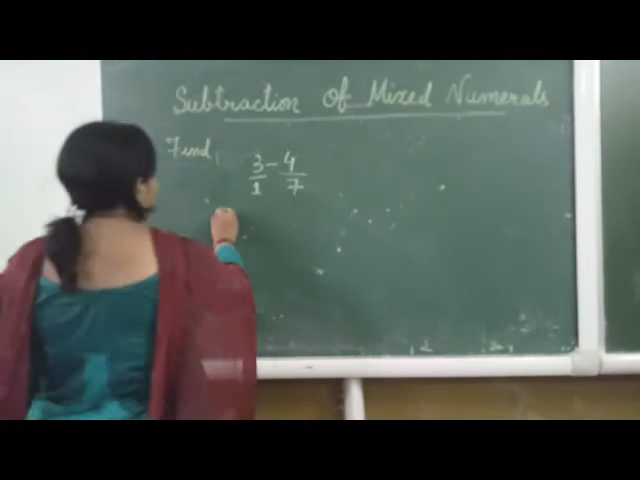 Subtraction of Mixed Numerals
Find,
3/1 - 4/7